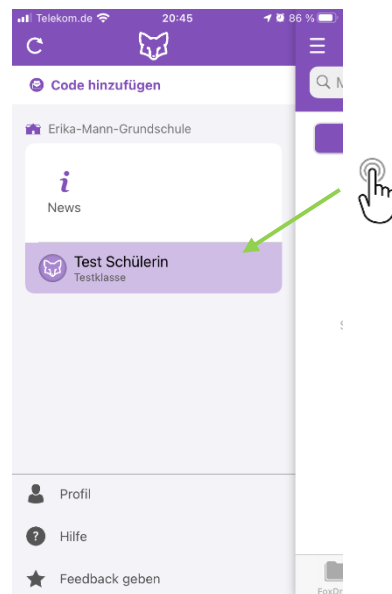 Telekom.de 20:45 86 %
Code hinzufügen
Erika-Mann-Grundschule
i
News
Test Schülerin
Testklasse
Profil
Hilfe
Feedback geben